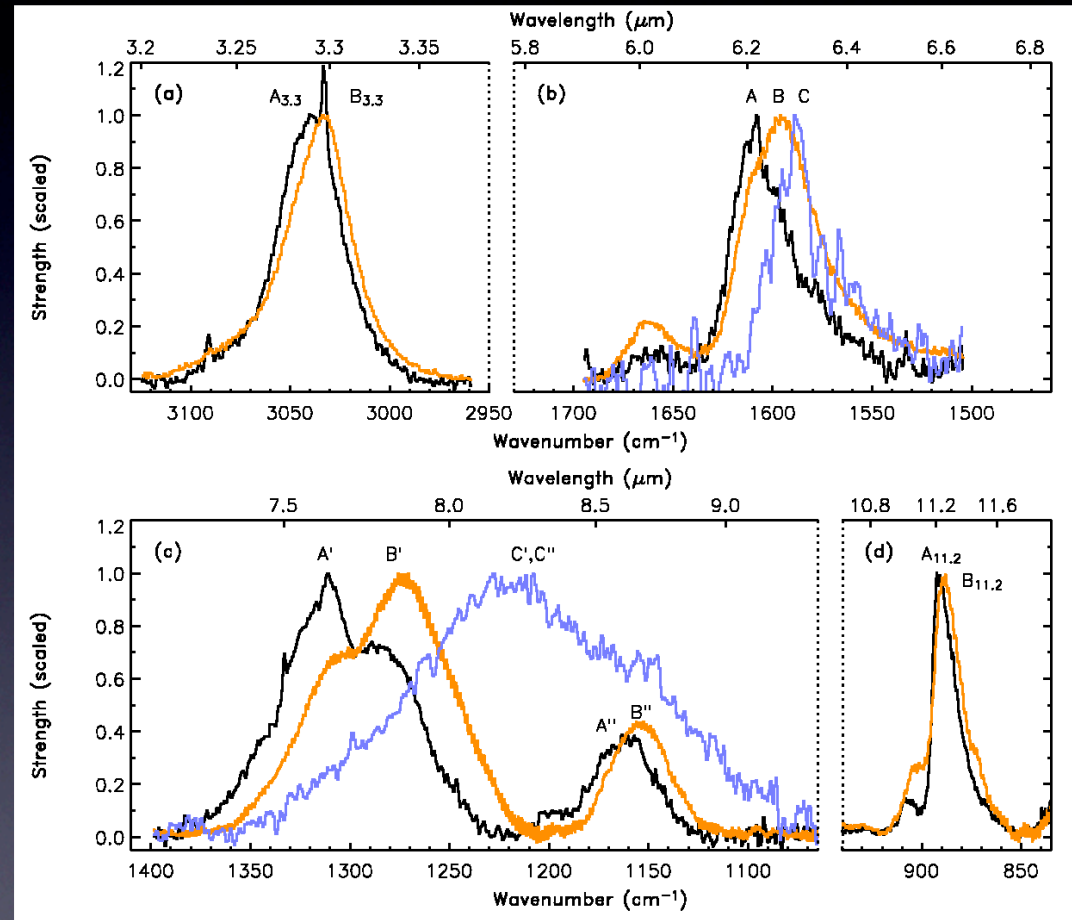 Wavelength (μm)
3.2 3.25 3.3 3.35 5.8 6.0 6.2 6.4 6.6 6.8
(a) A3.3 B3.3
(b) A B C
1.2
1.0
0.8
0.6
0.4
0.2
0.0
Strength (scaled)
3100 3050 3000 2950 1700 1650 1600 1550 1500
Wavenumber (cm⁻¹)
Wavelength (μm)
7.5 8.0 8.5 9.0 10.8 11.2 11.6
(c) A' B' C',C" A" B"
(d) A11.2 B11.2
1.2
1.0
0.8
0.6
0.4
0.2
0.0
Strength (scaled)
1400 1350 1300 1250 1200 1150 1100 900 850
Wavenumber (cm⁻¹)